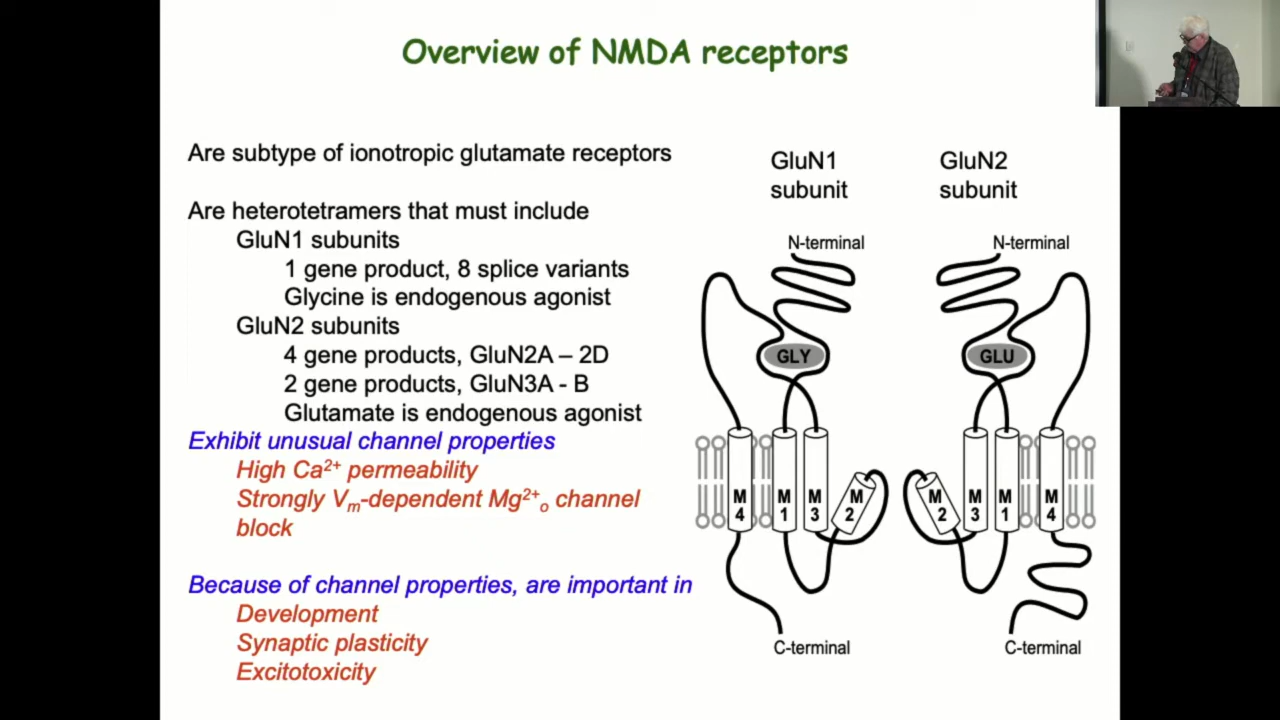 Overview of NMDA receptors
Are subtype of ionotropic glutamate receptors
Are heterotetramers that must include
GluN1 subunits
1 gene product, 8 splice variants
Glycine is endogenous agonist
GluN2 subunits
4 gene products, GluN2A – 2D
2 gene products, GluN3A - B
Glutamate is endogenous agonist
Exhibit unusual channel properties
High Ca²⁺ permeability
Strongly Vₘ-dependent Mg²⁺ₒ channel
block
Because of channel properties, are important in
Development
Synaptic plasticity
Excitotoxicity
GluN1
subunit
N-terminal
GLY
M
4
M
1
M
3
M
2
C-terminal
GluN2
subunit
N-terminal
GLU
M
2
M
3
M
1
M
4
C-terminal